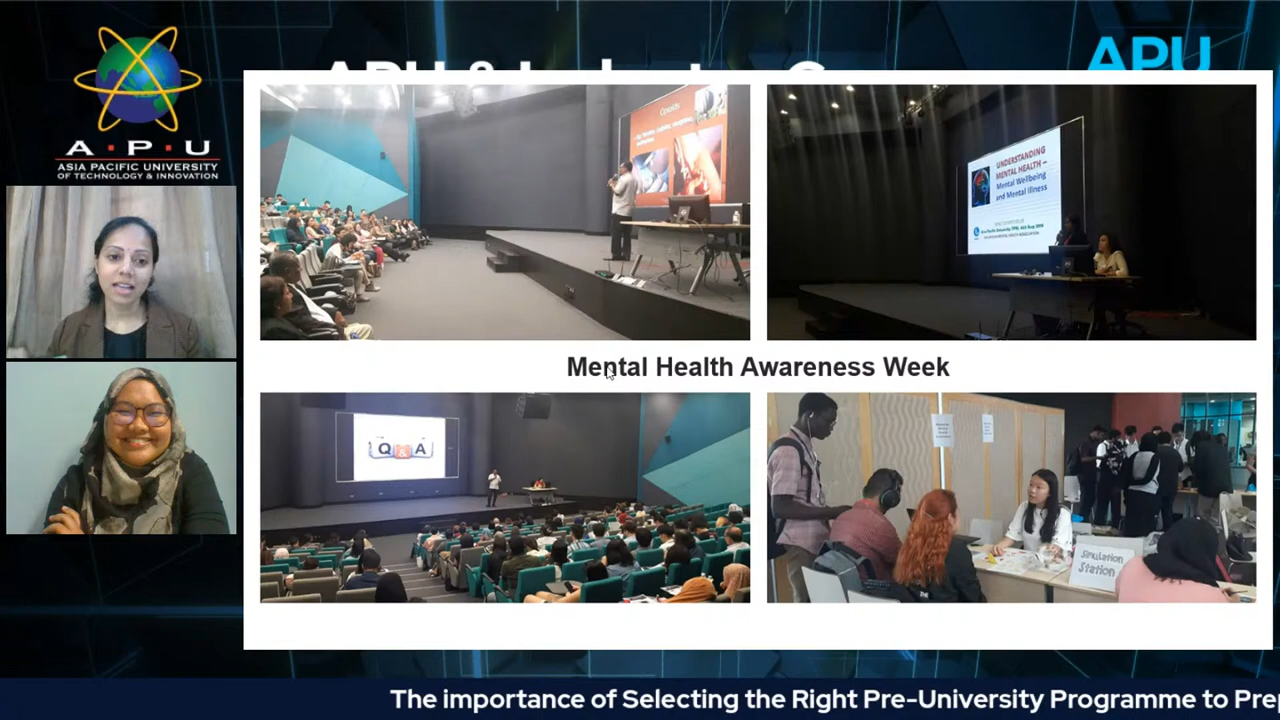 A · P · U
ASIA PACIFIC UNIVERSITY
OF TECHNOLOGY & INNOVATION
APU
Opioids
UNDERSTANDING
MENTAL HEALTH –
Mental Wellbeing
and Mental Illness
Mental Health Awareness Week
Q & A
Simulation
Station
The importance of Selecting the Right Pre-University Programme to Pre